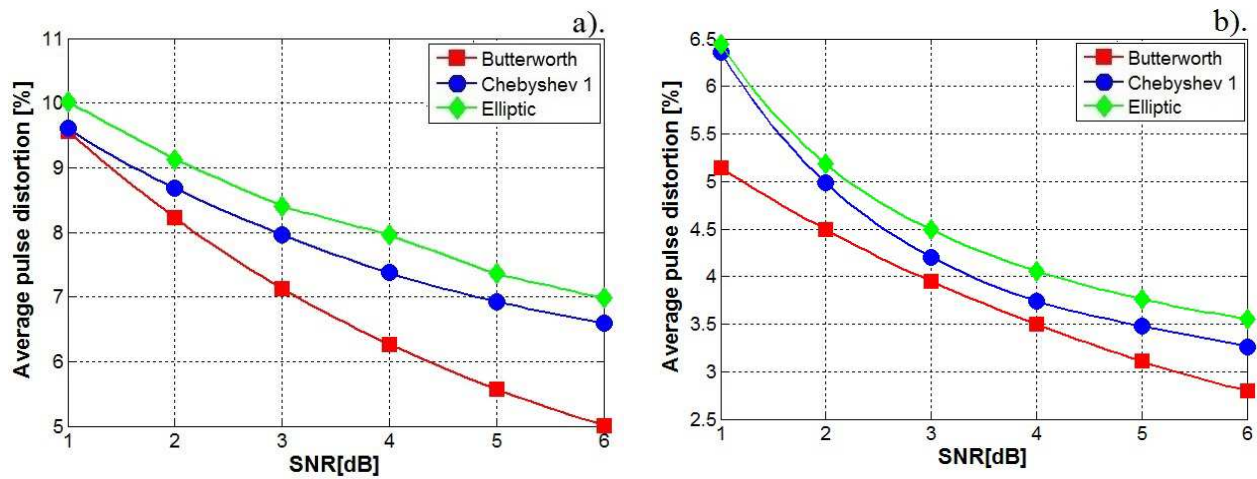 a).
11
10
9
8
7
6
5
1 2 3 4 5 6
Average pulse distortion [%]
SNR[dB]
Butterworth
Chebyshev 1
Elliptic
b).
6.5
6
5.5
5
4.5
4
3.5
3
2.5
1 2 3 4 5 6
Average pulse distortion [%]
SNR[dB]
Butterworth
Chebyshev 1
Elliptic